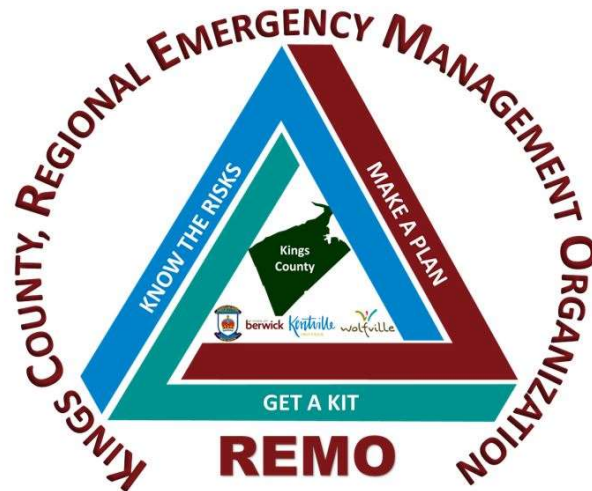 KINGS COUNTY, REGIONAL EMERGENCY MANAGEMENT ORGANIZATION
KNOW THE RISKS
MAKE A PLAN
Kings
County
berwick
Kentville
wolfville
GET A KIT
REMO